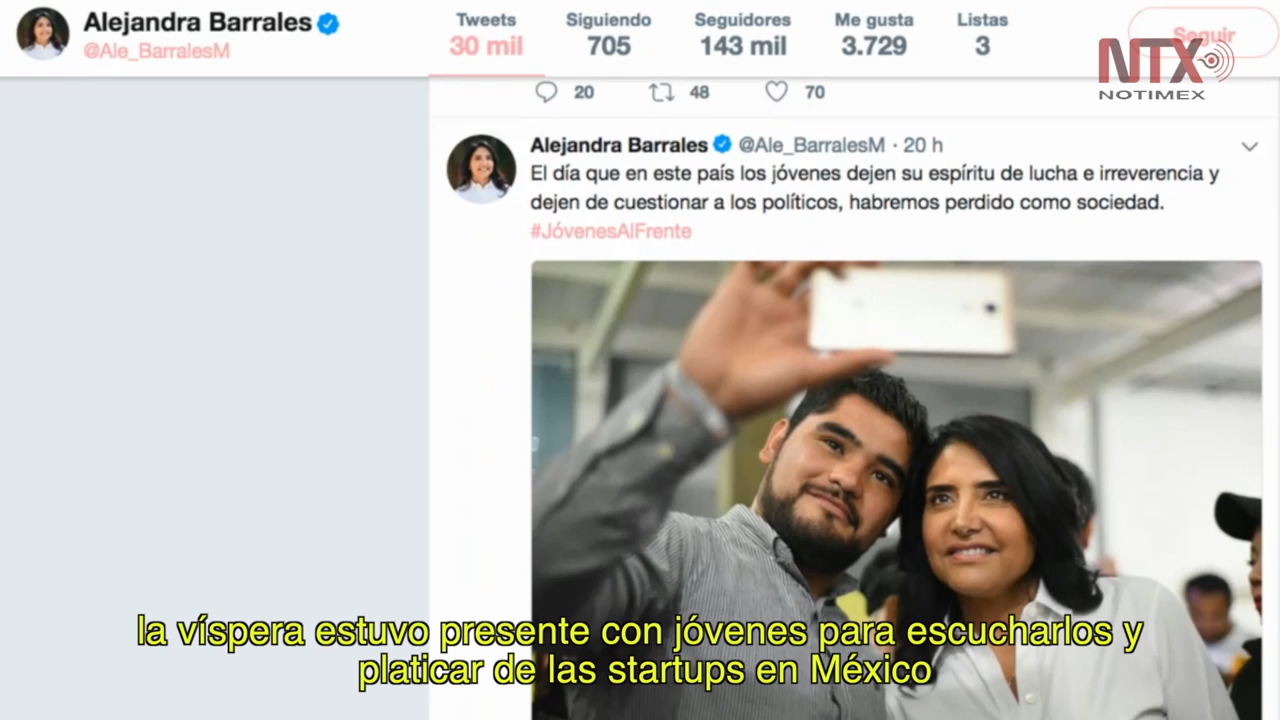 Alejandra Barrales
@Ale_BarralesM
Tweets
30 mil
Siguiendo
705
Seguidores
143 mil
Me gusta
3.729
Listas
3
Seguir
NTX
NOTIMEX
20 48 70
Alejandra Barrales @Ale_BarralesM · 20 h
El día que en este país los jóvenes dejen su espíritu de lucha e irreverencia y
dejen de cuestionar a los políticos, habremos perdido como sociedad.
#JóvenesAlFrente
la víspera estuvo presente con jóvenes para escucharlos y
platicar de las startups en México